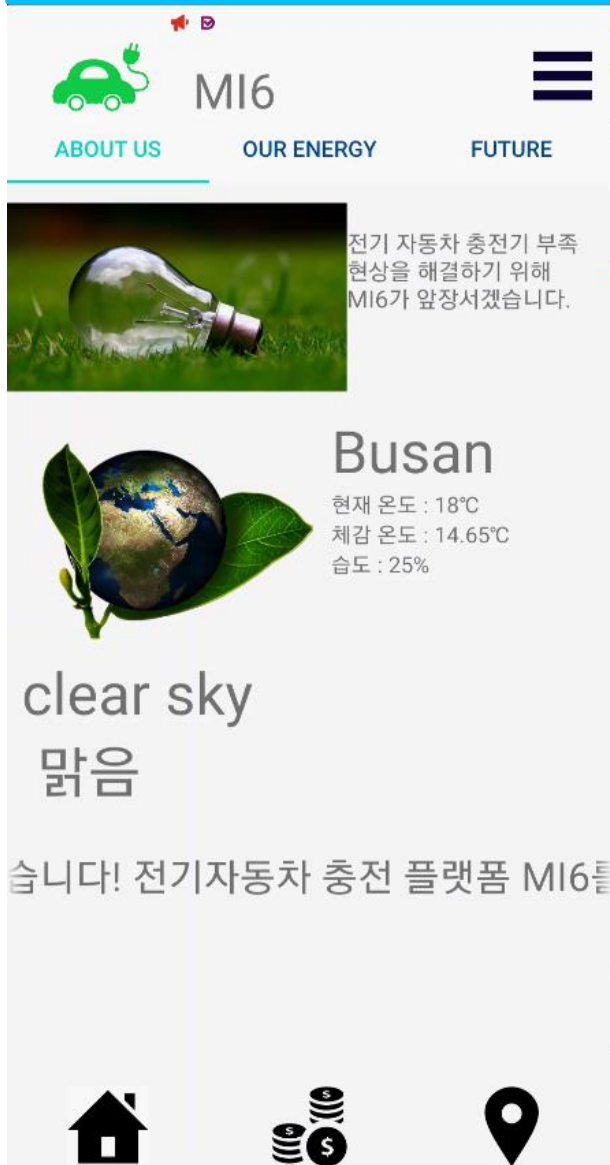 MI6
ABOUT US
OUR ENERGY
FUTURE
전기 자동차 충전기 부족
현상을 해결하기 위해
MI6가 앞장서겠습니다.
Busan
현재 온도 : 18℃
체감 온도 : 14.65℃
습도 : 25%
clear sky
맑음
습니다! 전기자동차 충전 플랫폼 MI6를